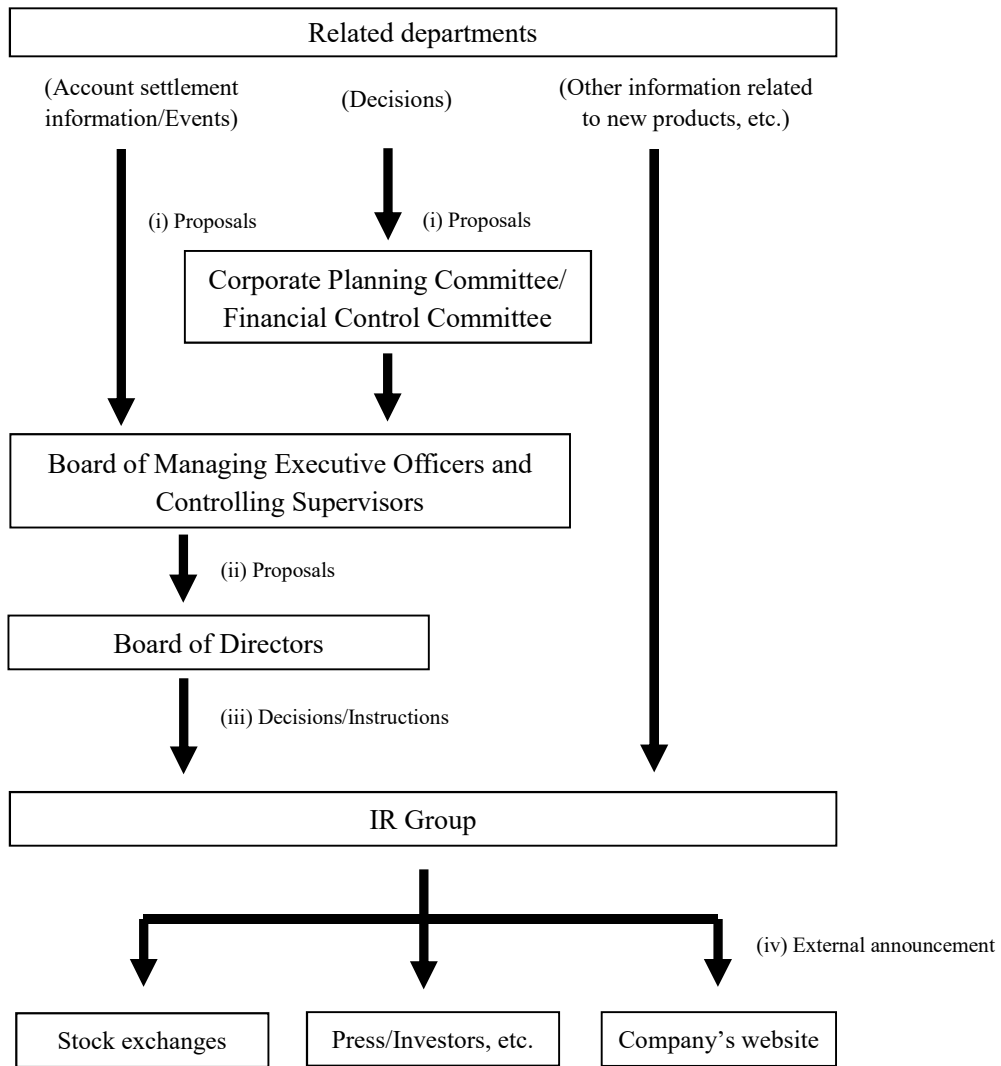 Related departments
(Account settlement
information/Events)
(Decisions)
(Other information related
to new products, etc.)
(i) Proposals
(i) Proposals
Corporate Planning Committee/
Financial Control Committee
Board of Managing Executive Officers and
Controlling Supervisors
(ii) Proposals
Board of Directors
(iii) Decisions/Instructions
IR Group
(iv) External announcement
Stock exchanges
Press/Investors, etc.
Company’s website